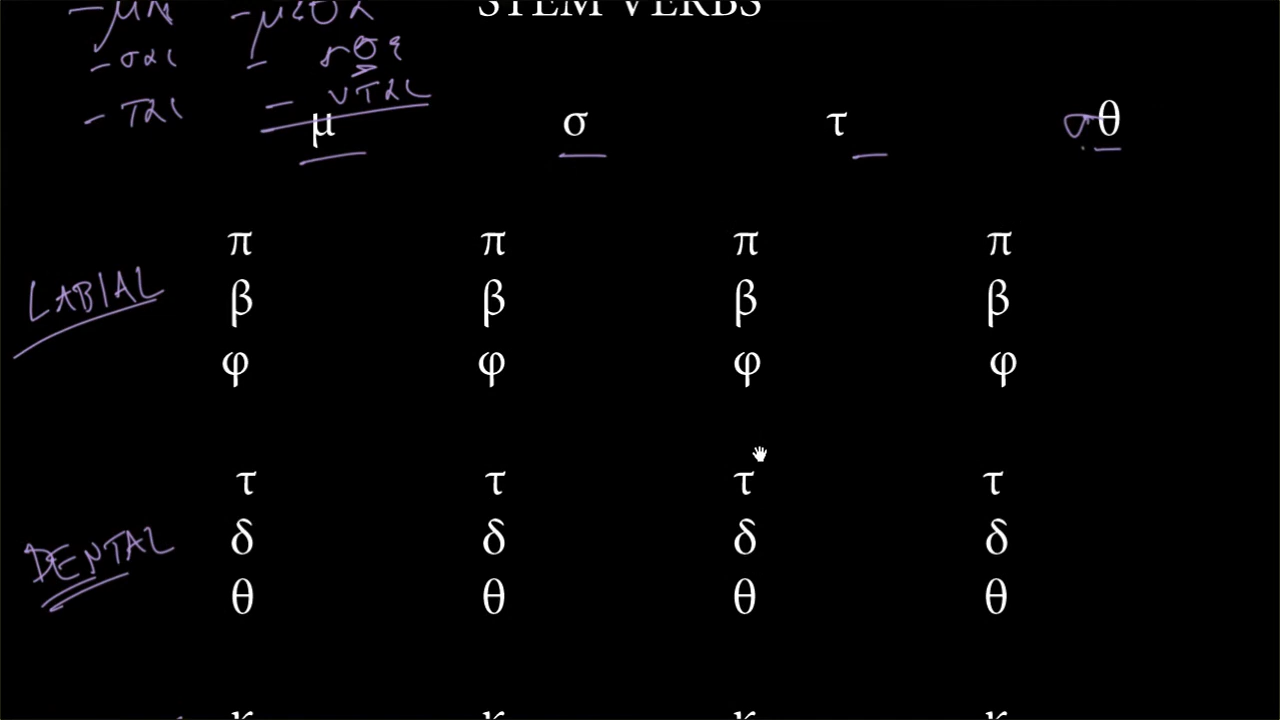 STEM VERBS
- μαι - μεθα
- σαι - σθε
- ται - νται
μ σ τ σθ
π π π π
LABIAL β β β β
φ φ φ φ
τ τ τ τ
DENTAL δ δ δ δ
θ θ θ θ
κ κ κ κ